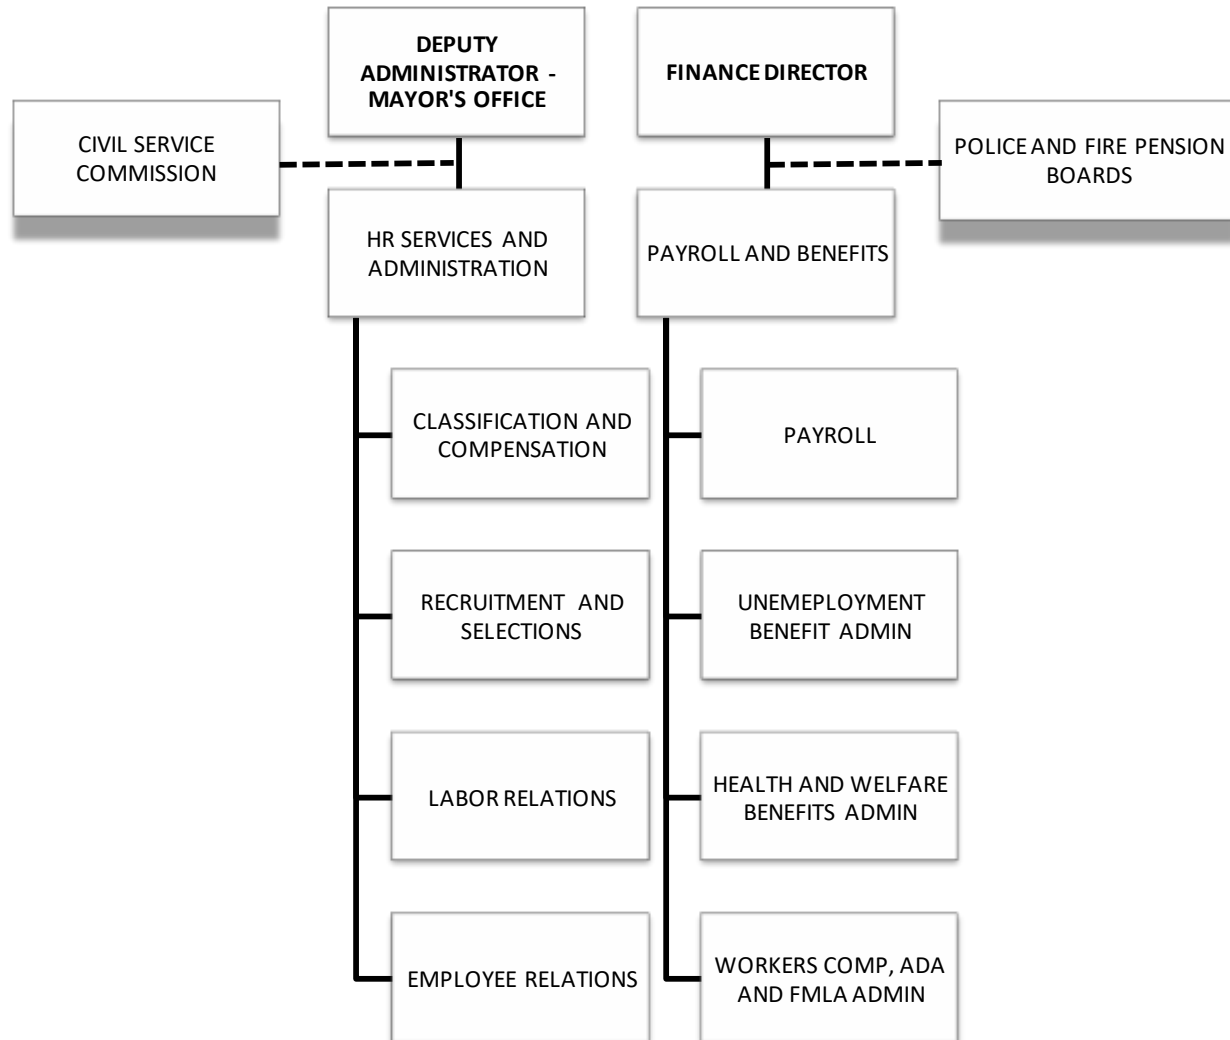 DEPUTY
ADMINISTRATOR -
MAYOR'S OFFICE
FINANCE DIRECTOR
CIVIL SERVICE
COMMISSION
POLICE AND FIRE PENSION
BOARDS
HR SERVICES AND
ADMINISTRATION
PAYROLL AND BENEFITS
CLASSIFICATION AND
COMPENSATION
PAYROLL
RECRUITMENT AND
SELECTIONS
UNEMEPLOYMENT
BENEFIT ADMIN
LABOR RELATIONS
HEALTH AND WELFARE
BENEFITS ADMIN
EMPLOYEE RELATIONS
WORKERS COMP, ADA
AND FMLA ADMIN